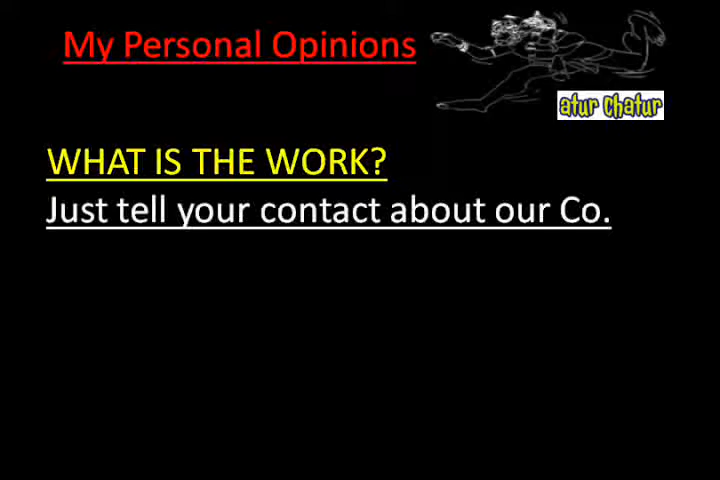 My Personal Opinions
atur chatur
WHAT IS THE WORK?
Just tell your contact about our Co.